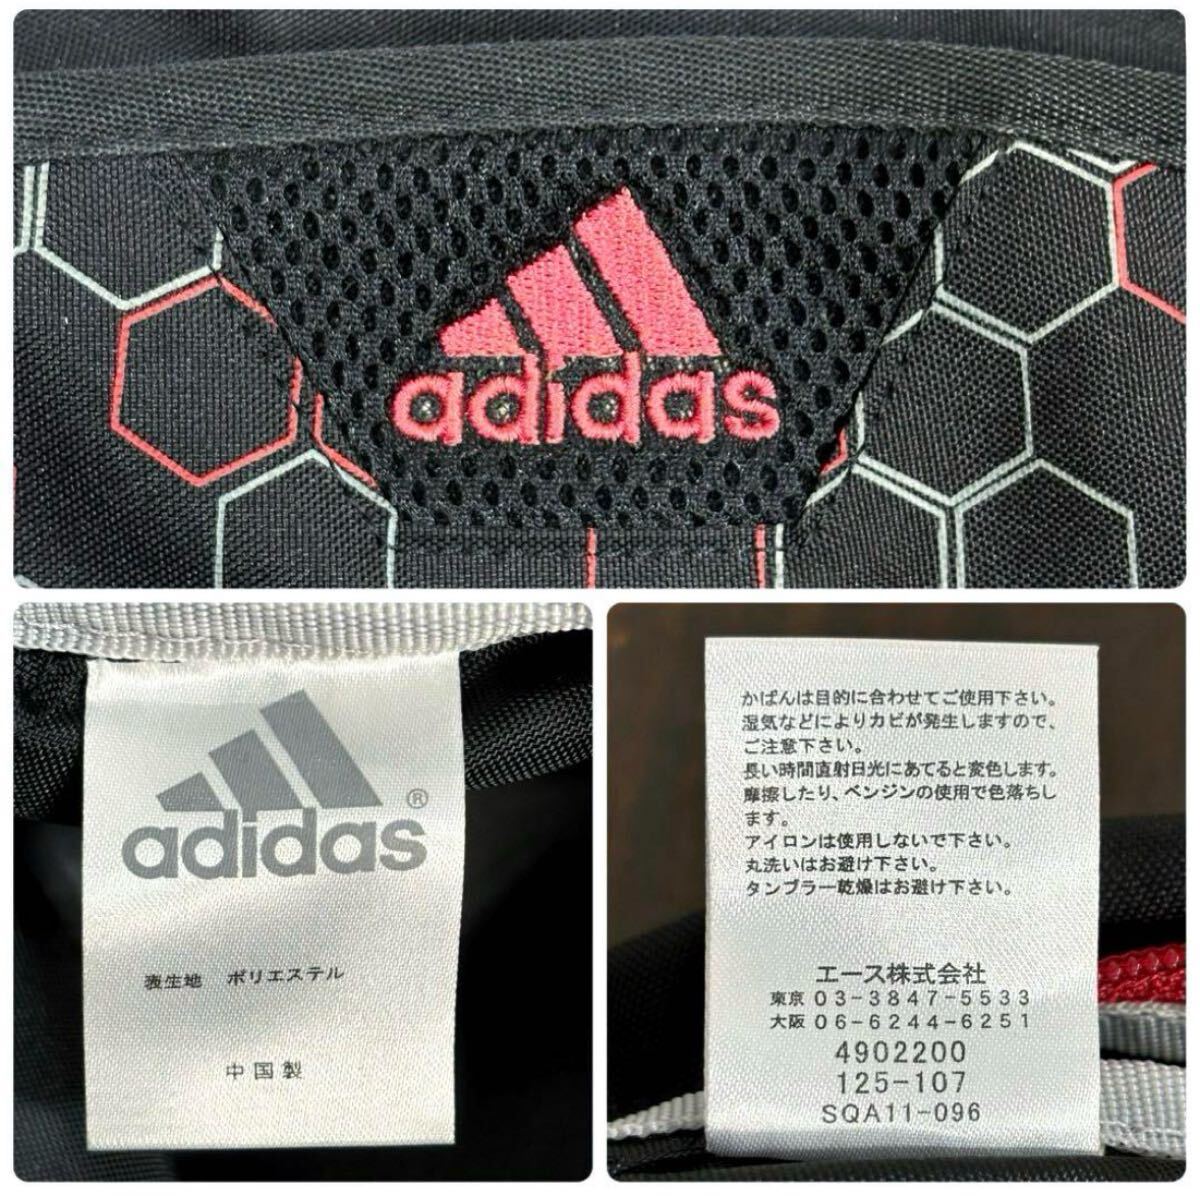 adidas
adidas®
表生地 ポリエステル
中国製
かばんは目的に合わせてご使用下さい。
湿気などによりカビが発生しますので、
ご注意下さい。
長い時間直射日光にあてると変色します。
摩擦したり、ベンジンの使用で色落ちし
ます。
アイロンは使用しないで下さい。
丸洗いはお避け下さい。
タンブラー乾燥はお避け下さい。
エース株式会社
東京 03-3847-5533
大阪 06-6244-6251
4902200
125-107
SQA11-096